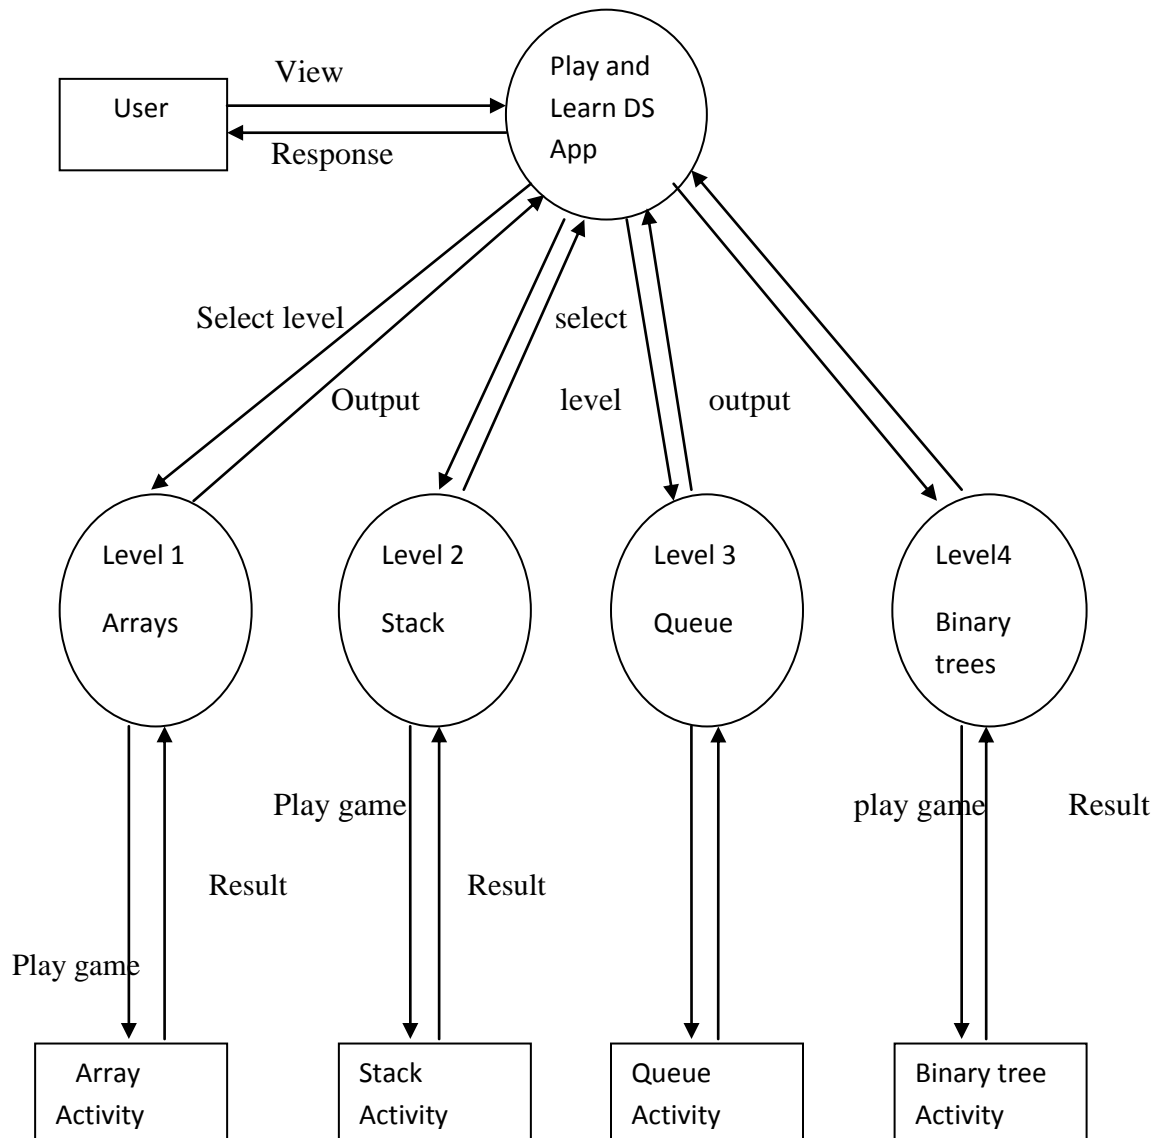 View
User
Response
Play and
Learn DS
App
Select level
select
Output
level
output
Level 1
Arrays
Level 2
Stack
Level 3
Queue
Level4
Binary
trees
Play game
play game
Result
Result
Result
Play game
Array
Activity
Stack
Activity
Queue
Activity
Binary tree
Activity